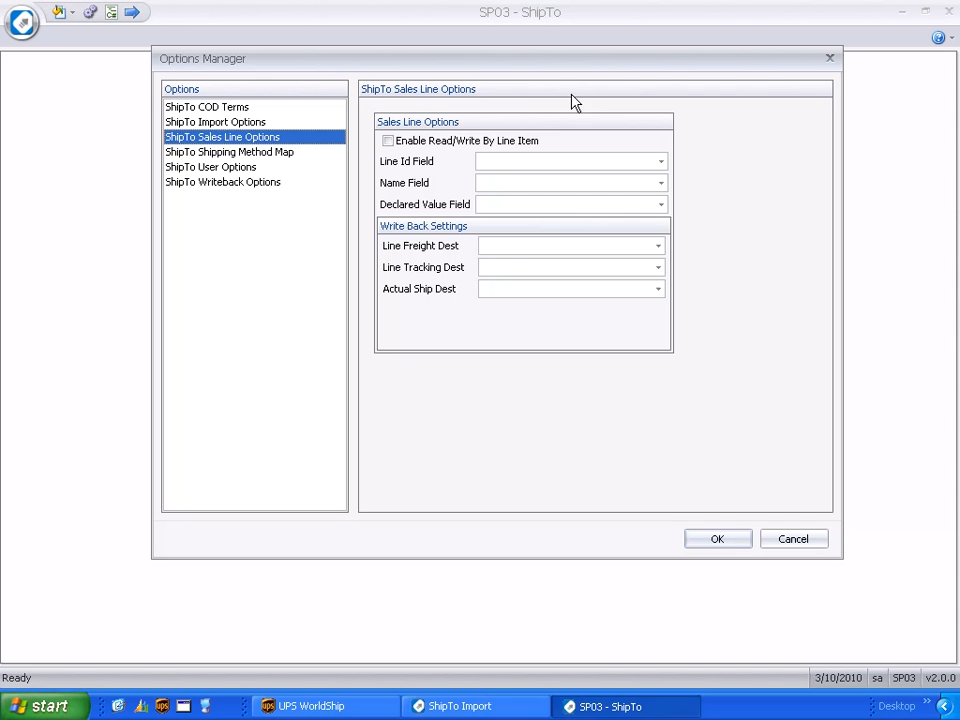 SP03 - ShipTo
Options Manager
Options
ShipTo COD Terms
ShipTo Import Options
ShipTo Sales Line Options
ShipTo Shipping Method Map
ShipTo User Options
ShipTo Writeback Options
ShipTo Sales Line Options
Sales Line Options
Enable Read/Write By Line Item
Line Id Field
Name Field
Declared Value Field
Write Back Settings
Line Freight Dest
Line Tracking Dest
Actual Ship Dest
OK Cancel
Ready 3/10/2010 sa SP03 v2.0.0
start UPS WorldShip ShipTo Import SP03 - ShipTo Desktop